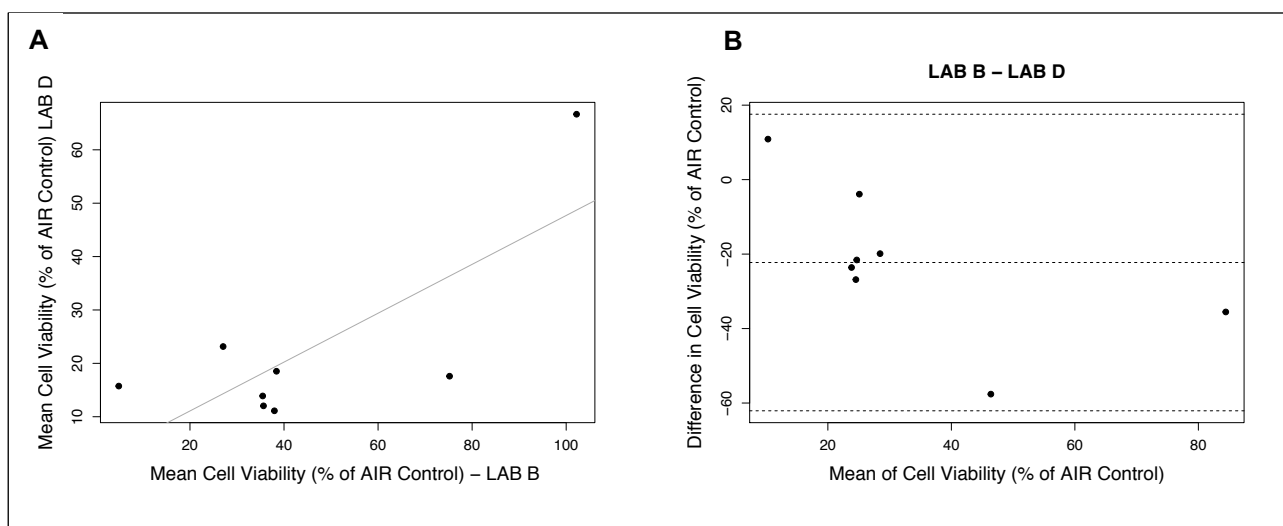 A
Mean Cell Viability (% of AIR Control) LAB D
60
50
40
30
20
10
20
40
60
80
100
Mean Cell Viability (% of AIR Control) – LAB B
B
LAB B – LAB D
Difference in Cell Viability (% of AIR Control)
20
0
−20
−40
−60
20
40
60
80
Mean of Cell Viability (% of AIR Control)